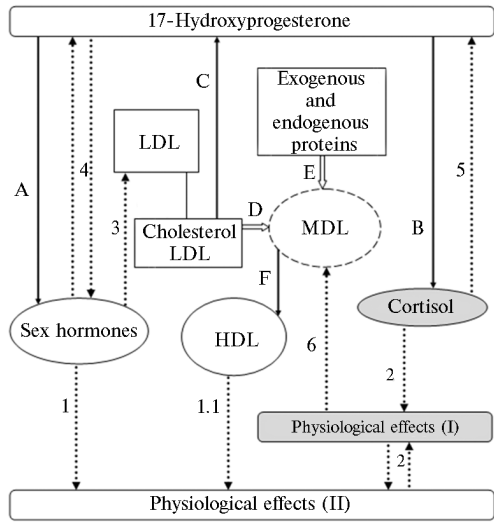 17-Hydroxyprogesterone
C
Exogenous
and
endogenous
proteins
LDL
A
4
5
E
3
D
B
Cholesterol
LDL
MDL
F
Cortisol
Sex hormones
HDL
6
2
1
1.1
Physiological effects (I)
2
Physiological effects (II)